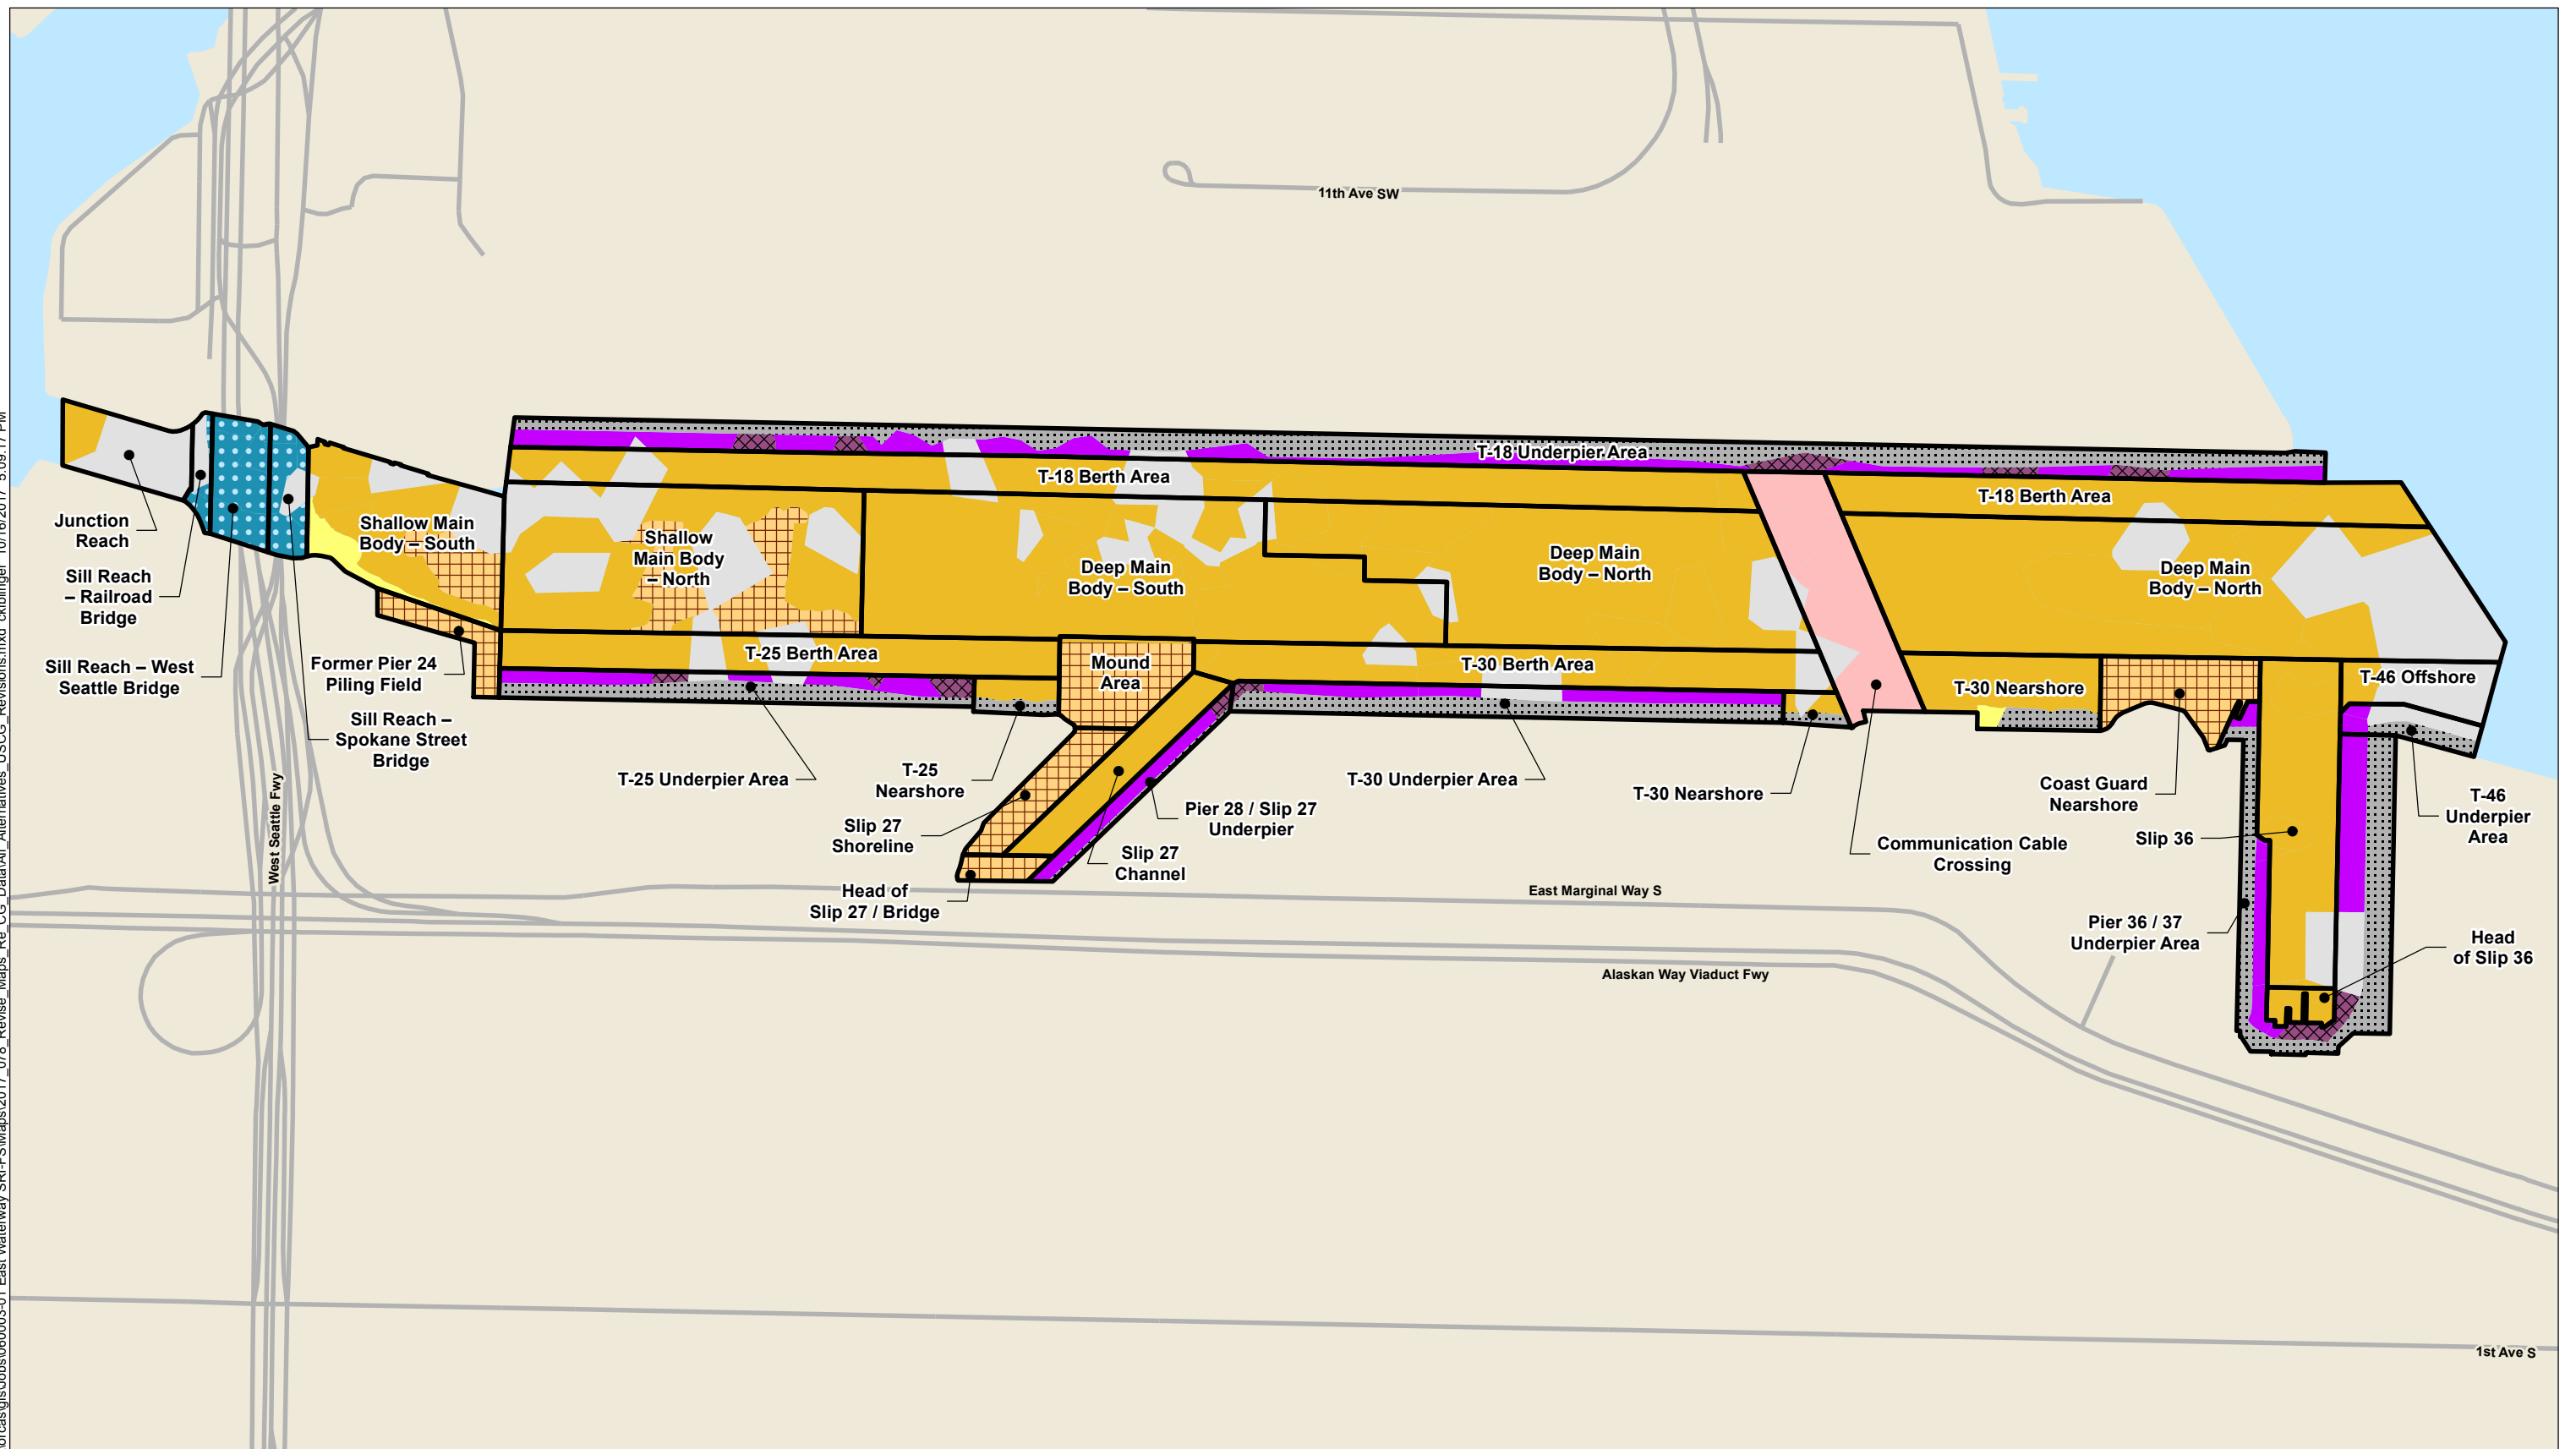 11th Ave SW
T-18 Underpier Area
T-18 Berth Area
T-18 Berth Area
Junction
Reach
Sill Reach
– Railroad
Bridge
Sill Reach – West
Seattle Bridge
Shallow Main
Body – South
Former Pier 24
Piling Field
Sill Reach –
Spokane Street
Bridge
Shallow
Main Body
– North
Deep Main
Body – South
Deep Main
Body – North
Deep Main
Body – North
T-25 Berth Area
Mound
Area
T-30 Berth Area
T-30 Nearshore
T-46 Offshore
T-25 Underpier Area
T-25
Nearshore
T-30 Underpier Area
T-30 Nearshore
Coast Guard
Nearshore
T-46
Underpier
Area
Slip 27
Shoreline
Pier 28 / Slip 27
Underpier
Slip 27
Channel
Communication Cable
Crossing
Slip 36
Head of
Slip 27 / Bridge
Pier 36 / 37
Underpier Area
Head
of Slip 36
West Seattle Fwy
East Marginal Way S
Alaskan Way Viaduct Fwy
1st Ave S